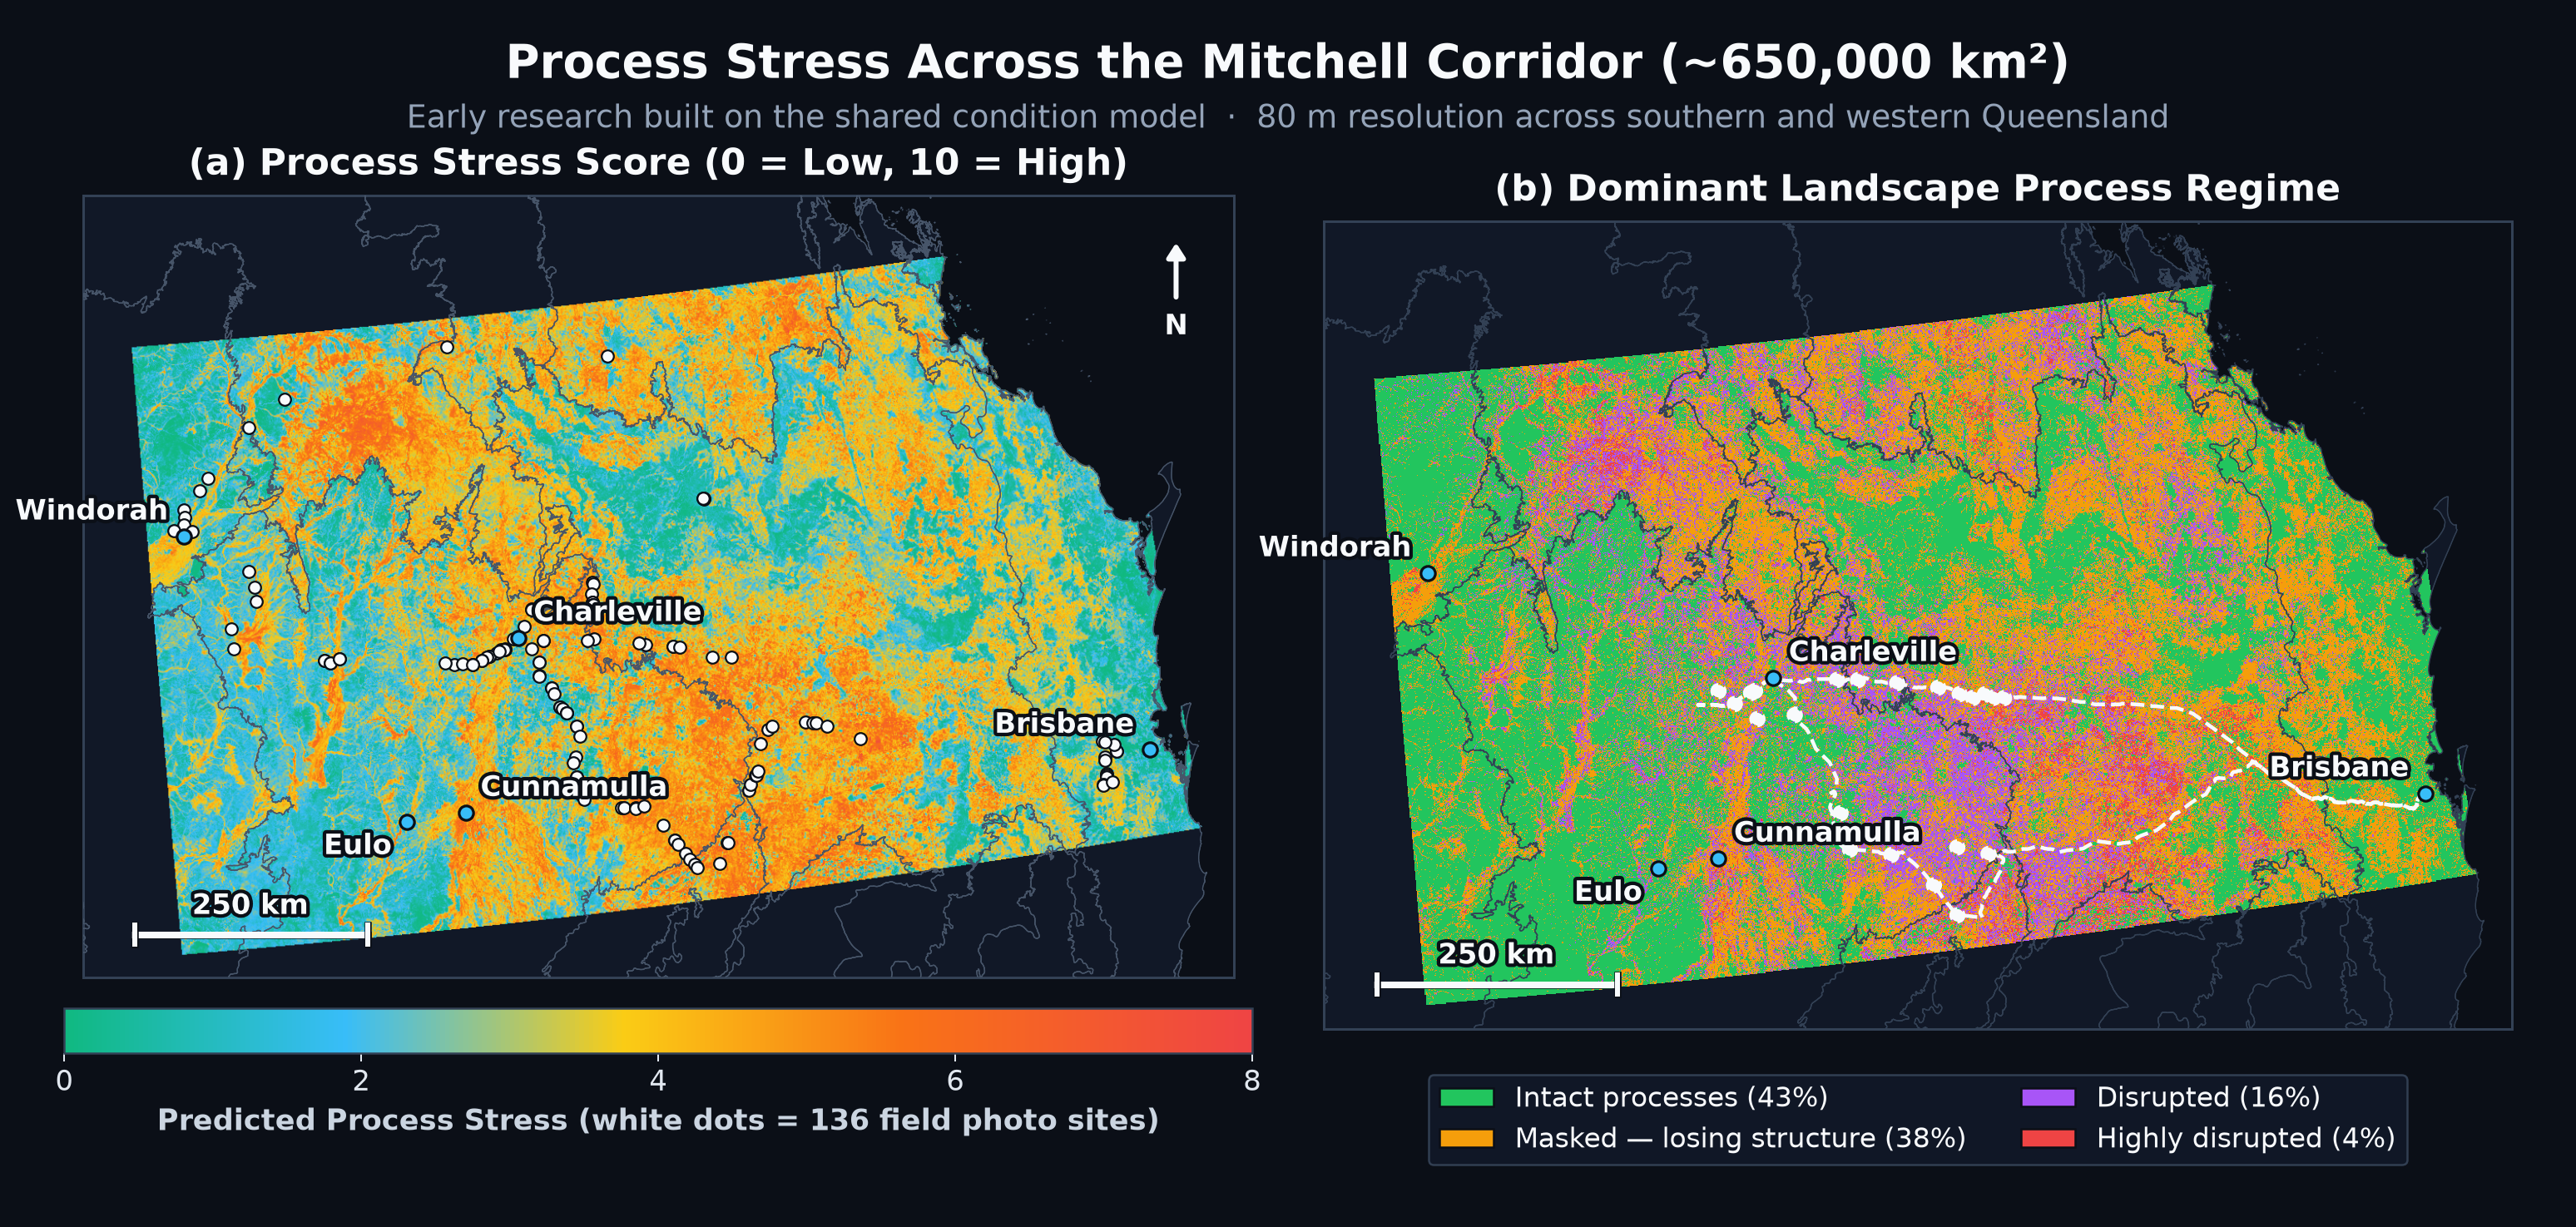 Process Stress Across the Mitchell Corridor (~650,000 km²)
Early research built on the shared condition model · 80 m resolution across southern and western Queensland
(a) Process Stress Score (0 = Low, 10 = High)
N
Windorah
Charleville
Brisbane
Cunnamulla
Eulo
250 km
0 2 4 6 8
Predicted Process Stress (white dots = 136 field photo sites)
(b) Dominant Landscape Process Regime
Windorah
Charleville
Brisbane
Cunnamulla
Eulo
250 km
Intact processes (43%)
Masked — losing structure (38%)
Disrupted (16%)
Highly disrupted (4%)